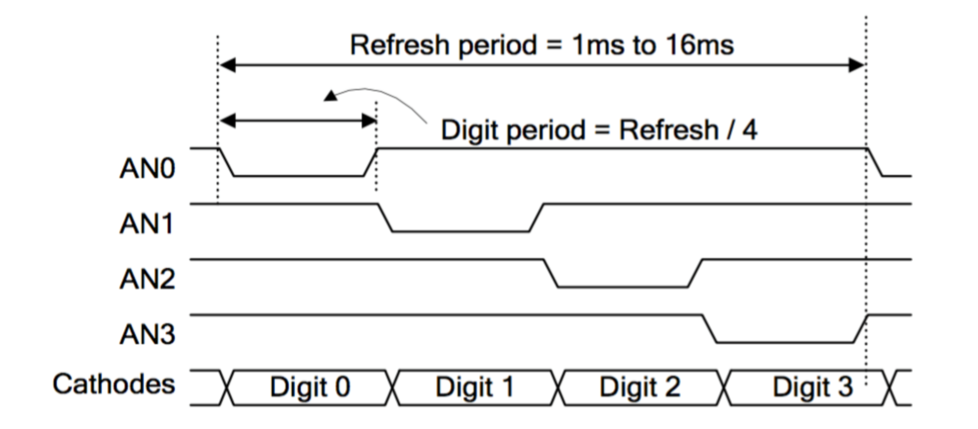 Refresh period = 1ms to 16ms
Digit period = Refresh / 4
AN0
AN1
AN2
AN3
Cathodes Digit 0 Digit 1 Digit 2 Digit 3